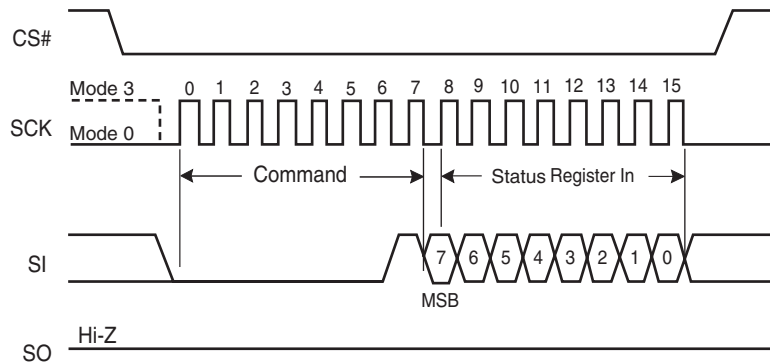 CS#
Mode 3
0 1 2 3 4 5 6 7 8 9 10 11 12 13 14 15
SCK
Mode 0
Command
Status Register In
SI
7 6 5 4 3 2 1 0
MSB
Hi-Z
SO